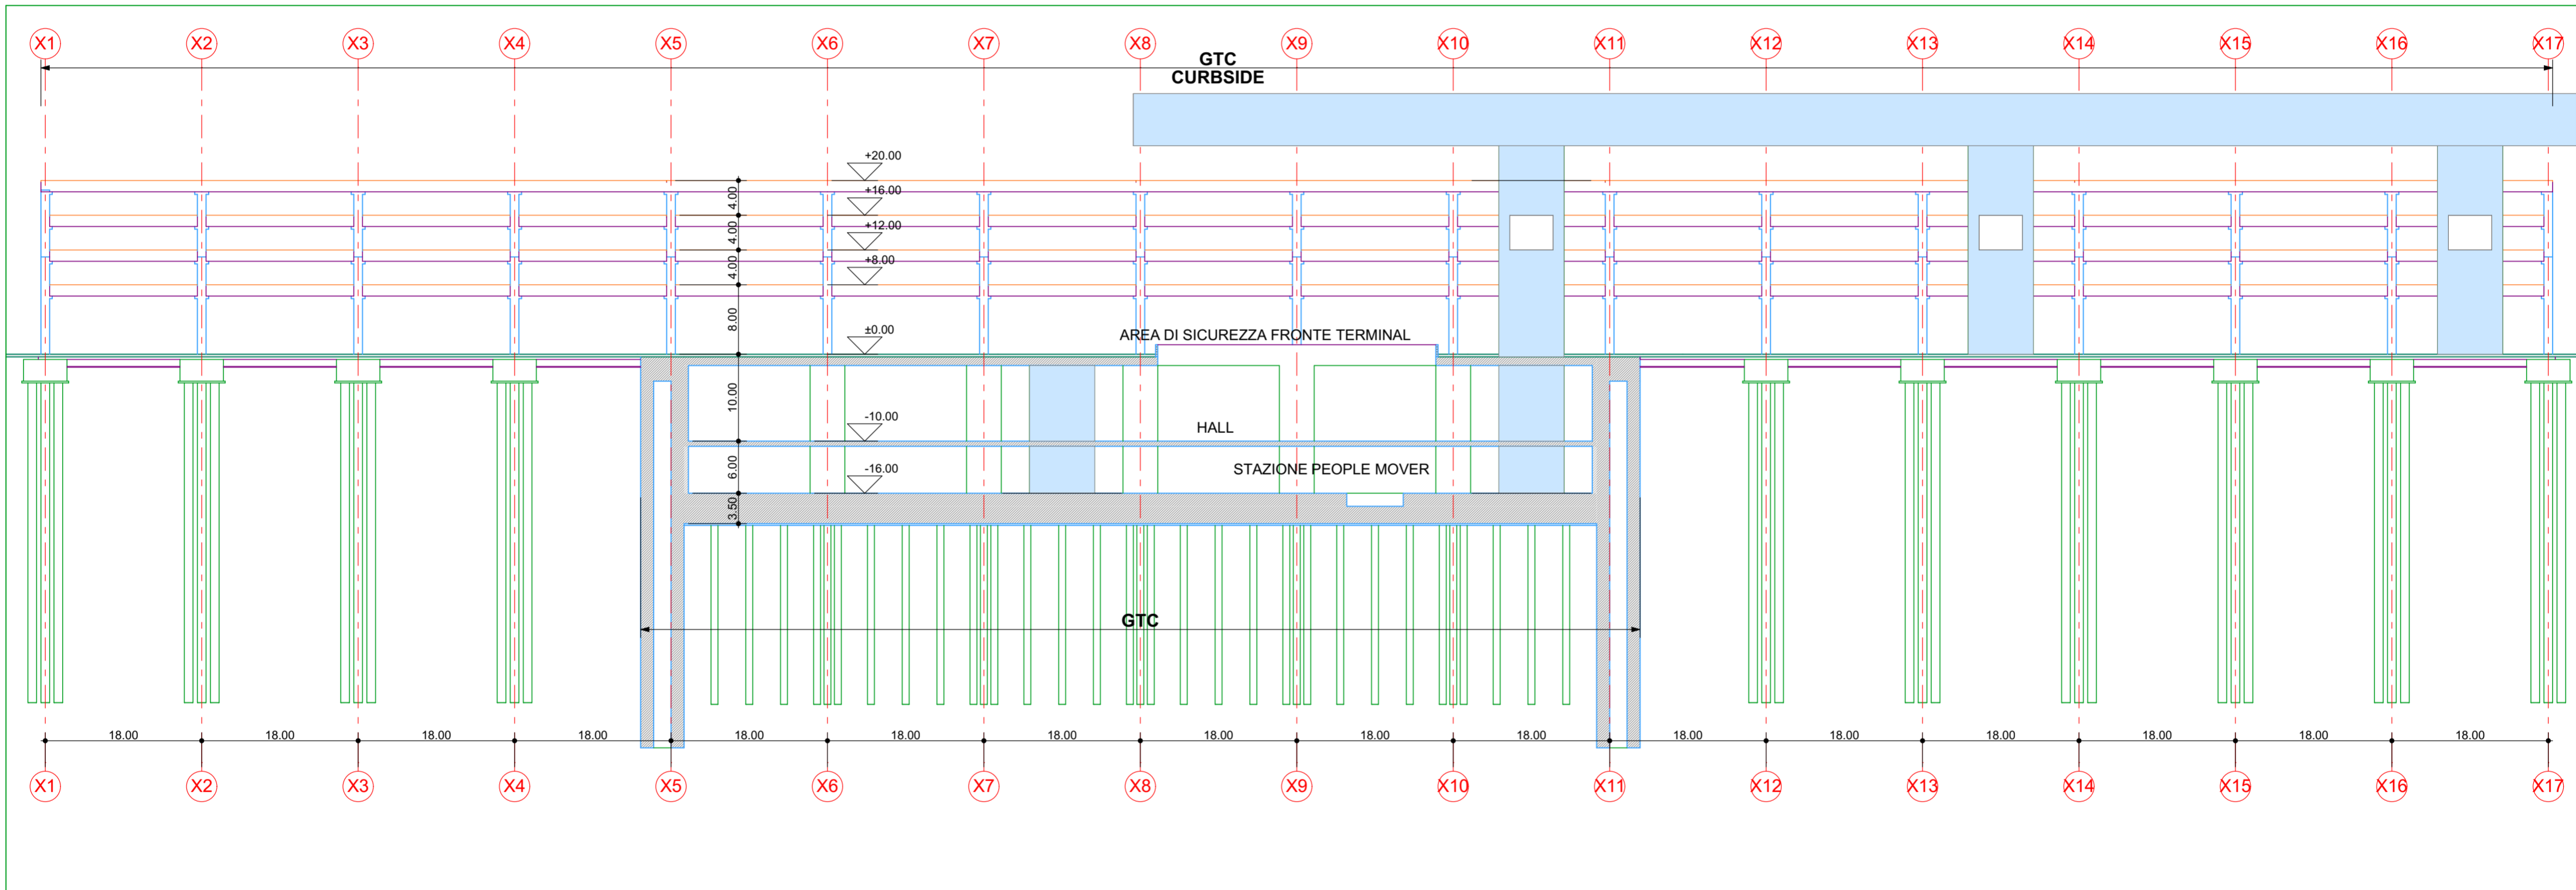 X1 X2 X3 X4 X5 X6 X7 X8 X9 X10 X11 X12 X13 X14 X15 X16 X17
GTC
CURBSIDE
+20.00
4.00
+16.00
4.00
+12.00
4.00
+8.00
8.00
±0.00
AREA DI SICUREZZA FRONTE TERMINAL
10.00
-10.00
HALL
6.00
-16.00
STAZIONE PEOPLE MOVER
3.50
GTC
18.00 18.00 18.00 18.00 18.00 18.00 18.00 18.00 18.00 18.00 18.00 18.00 18.00 18.00 18.00 18.00
X1 X2 X3 X4 X5 X6 X7 X8 X9 X10 X11 X12 X13 X14 X15 X16 X17